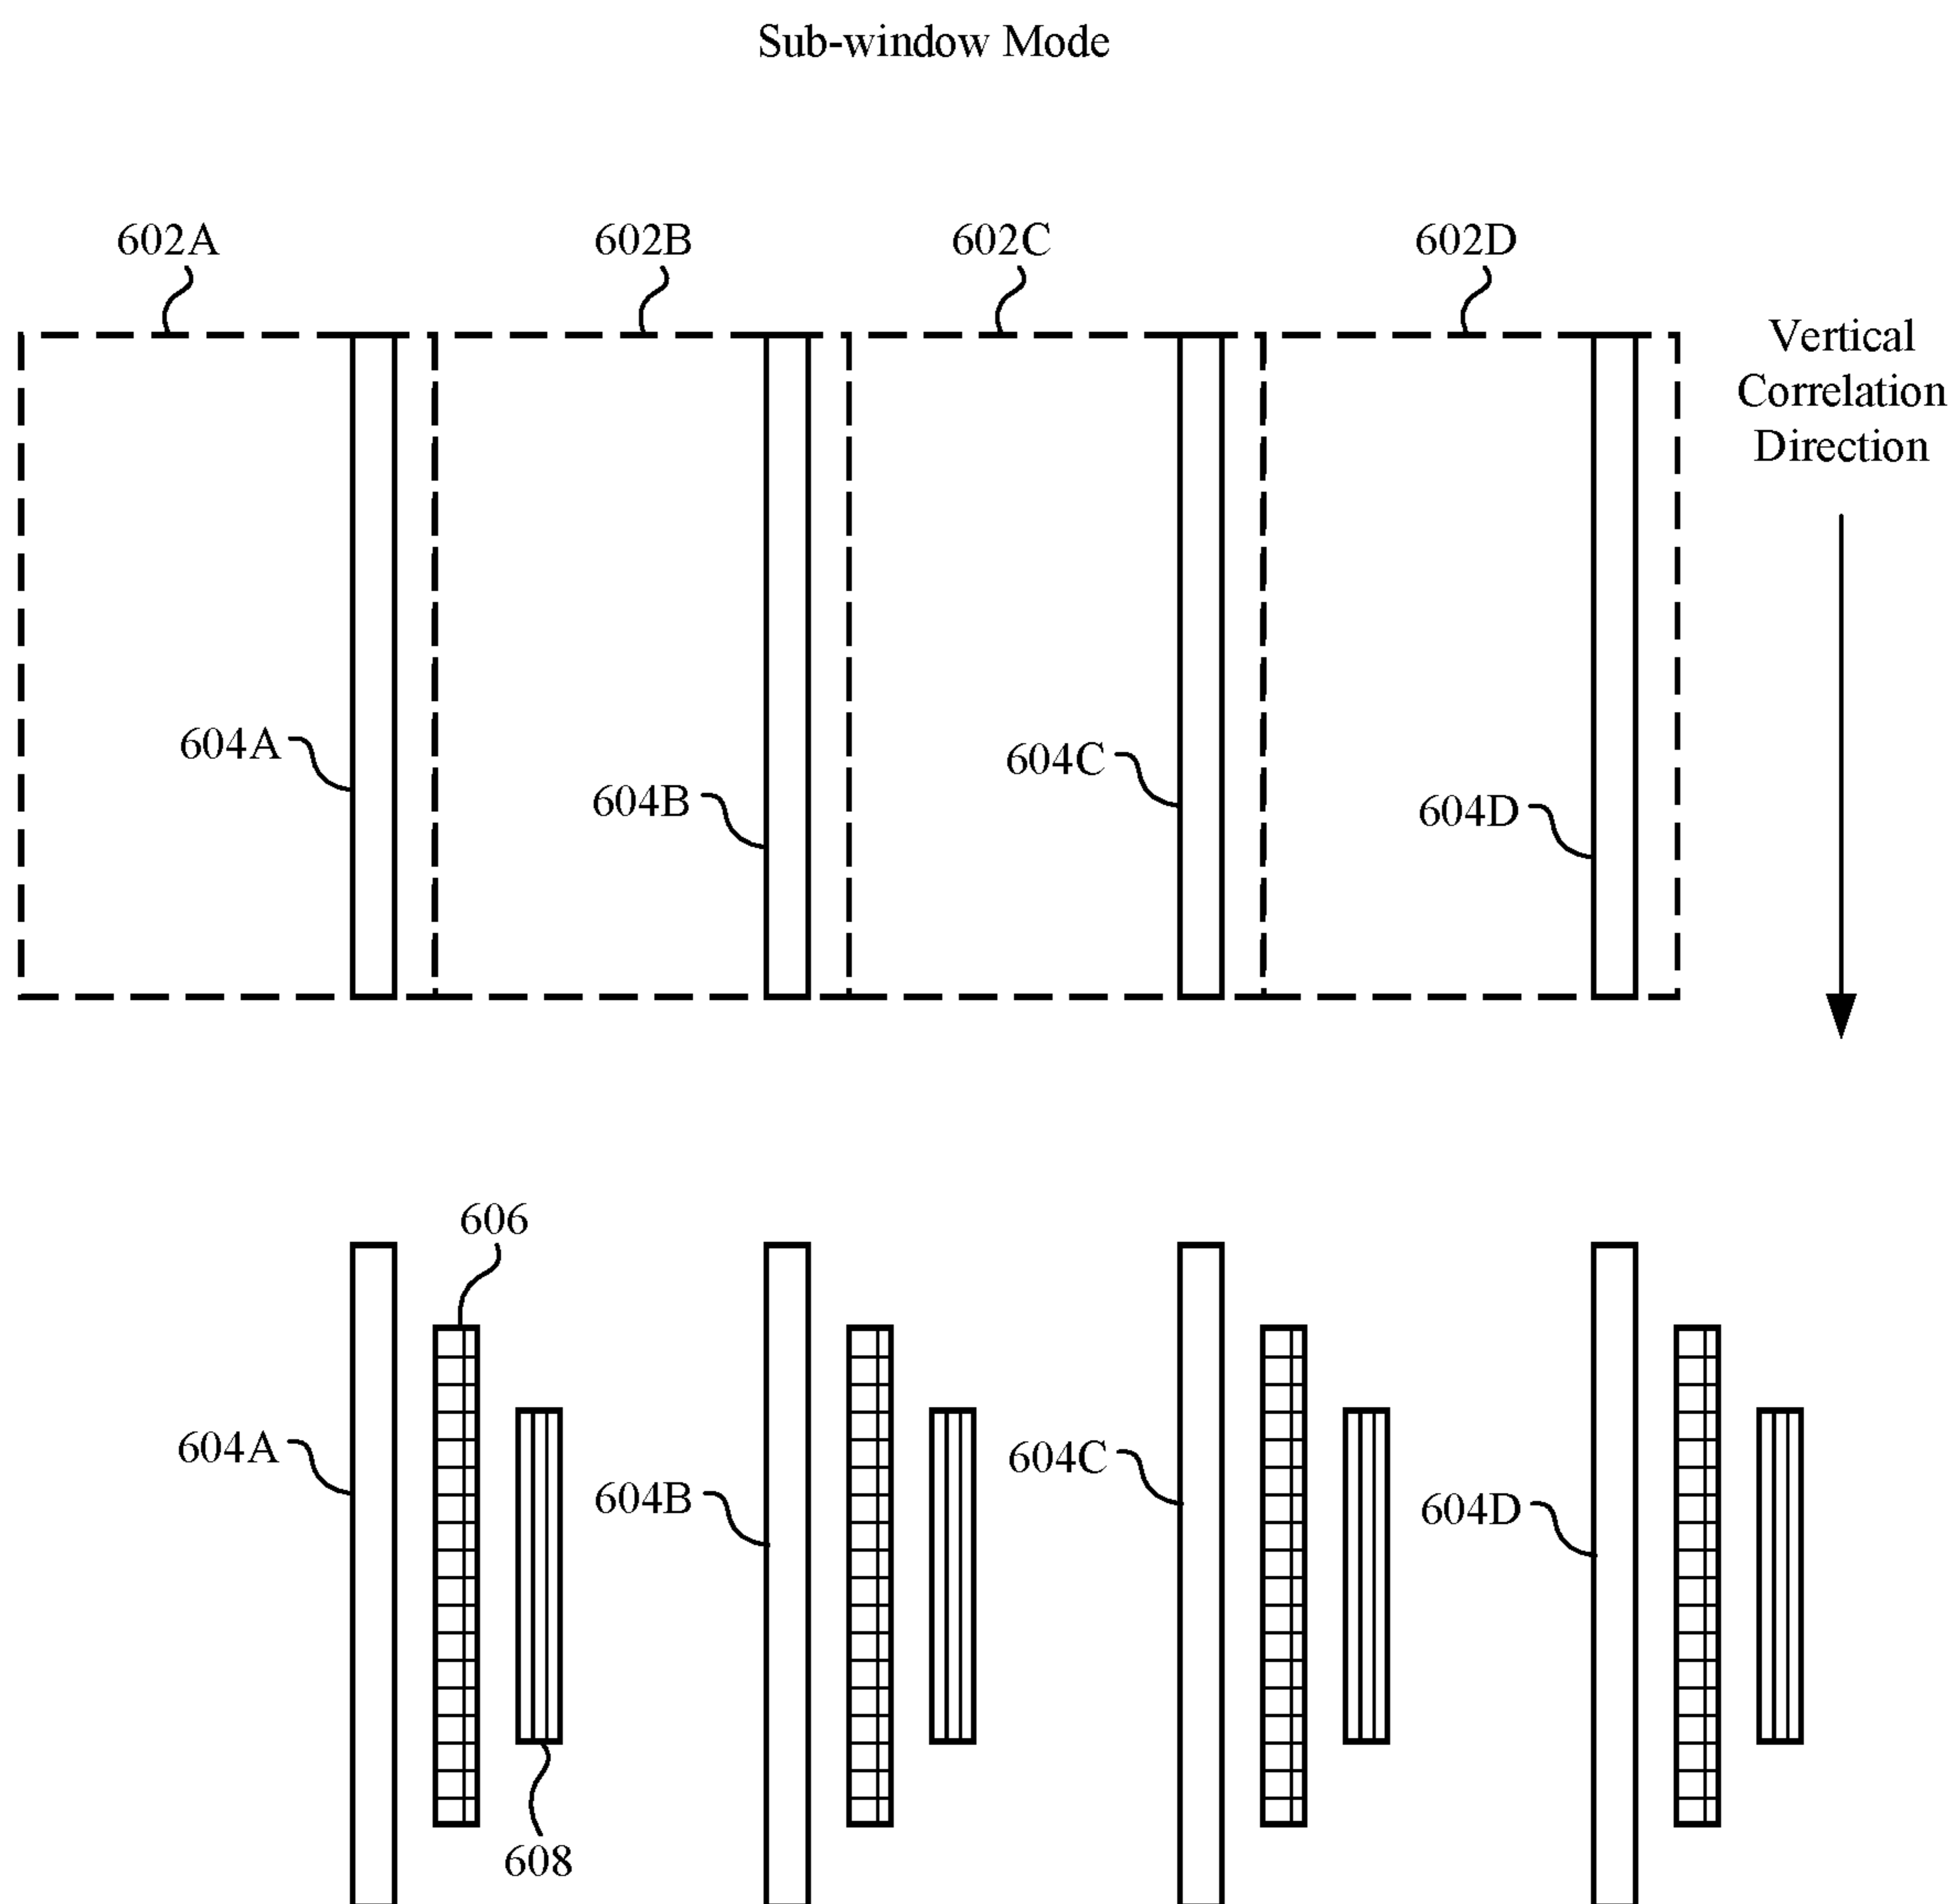 Sub-window Mode
602A 602B 602C 602D
Vertical
Correlation
Direction
604A
604B
604C
604D
606
604A
604B
604C
604D
608